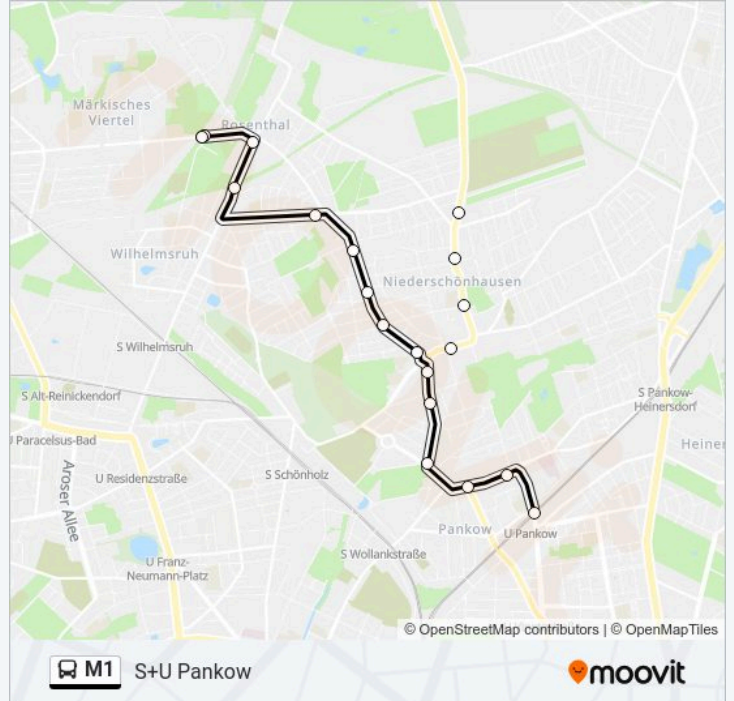 Märkisches
Viertel
Rosenthal
Wilhelmsruh
Niederschönhausen
S Wilhelmsruh
S Alt-Reinickendorf
S Pankow-
Heinersdorf
U Paracelsus-Bad
Heiner
Aroser Allee
U Residenzstraße
S Schönholz
Pankow
U Pankow
S Wollankstraße
U Franz-
Neumann-Platz
© OpenStreetMap contributors | © OpenMapTiles
M1 S+U Pankow
moovit